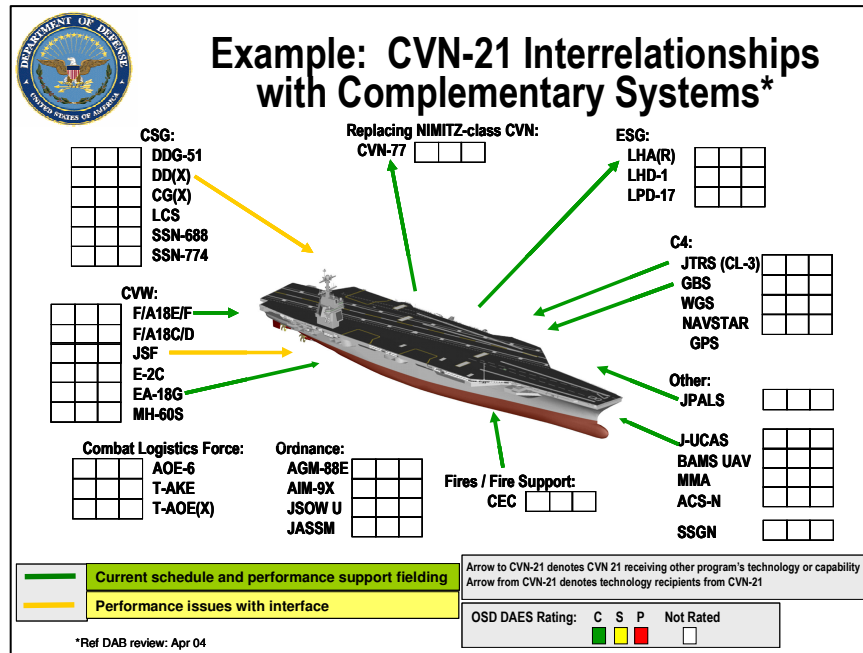 DEPARTMENT OF DEFENSE
UNITED STATES OF AMERICA
Example: CVN-21 Interrelationships
with Complementary Systems*
CSG:
DDG-51
DD(X)
CG(X)
LCS
SSN-688
SSN-774
Replacing NIMITZ-class CVN:
CVN-77
ESG:
LHA(R)
LHD-1
LPD-17
C4:
JTRS (CL-3)
GBS
WGS
NAVSTAR
GPS
CVW:
F/A18E/F
F/A18C/D
JSF
E-2C
EA-18G
MH-60S
Other:
JPALS
J-UCAS
BAMS UAV
MMA
ACS-N
SSGN
Combat Logistics Force:
AOE-6
T-AKE
T-AOE(X)
Ordnance:
AGM-88E
AIM-9X
JSOW U
JASSM
Fires / Fire Support:
CEC
Current schedule and performance support fielding
Performance issues with interface
Arrow to CVN-21 denotes CVN 21 receiving other program's technology or capability
Arrow from CVN-21 denotes technology recipients from CVN-21
OSD DAES Rating: C S P Not Rated
*Ref DAB review: Apr 04